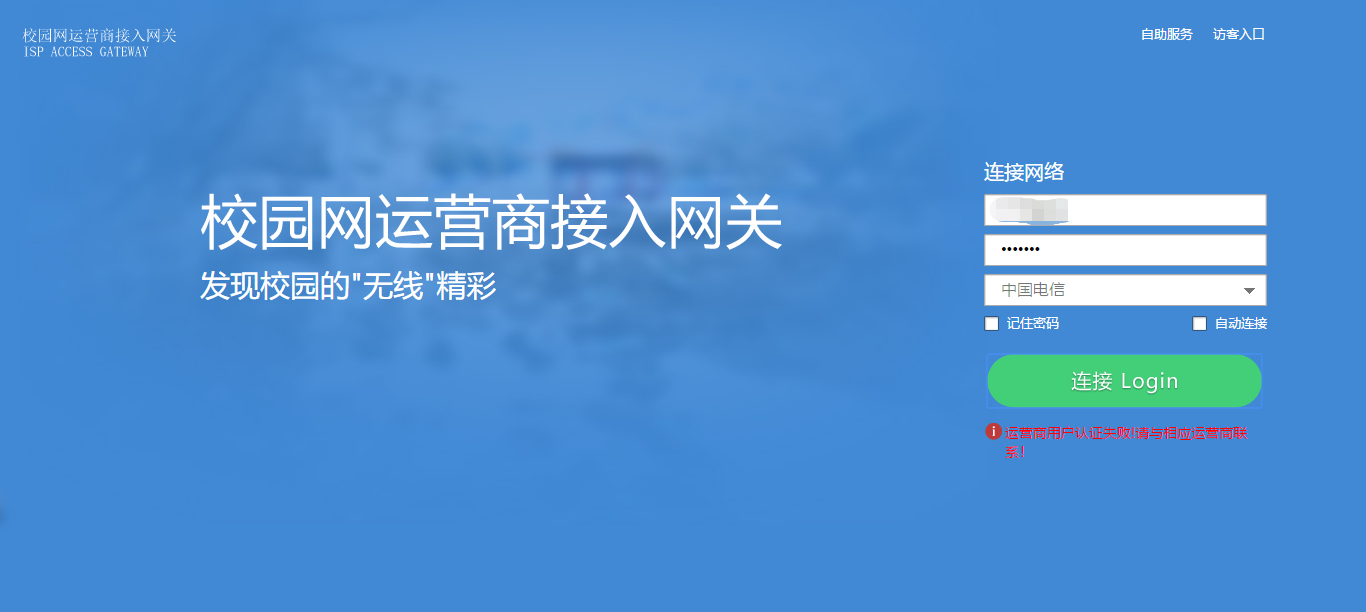 校园网运营商接入网关
ISP ACCESS GATEWAY
自助服务 访客入口
校园网运营商接入网关
发现校园的"无线"精彩
连接网络
•••••••
中国电信
记住密码 自动连接
连接 Login
运营商用户认证失败!请与相应运营商联
系!